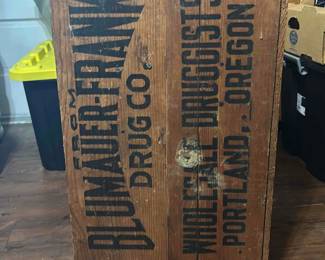 FROM
BLUMAUER-FRANK
DRUG CO.
WHOLESALE DRUGGISTS
PORTLAND, OREGON